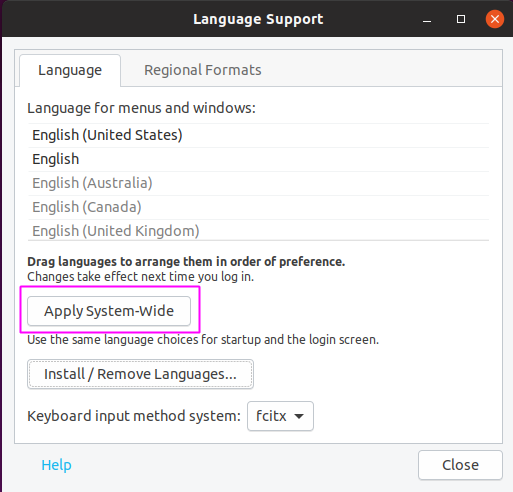 Language Support
Language
Regional Formats
Language for menus and windows:
English (United States)
English
English (Australia)
English (Canada)
English (United Kingdom)
Drag languages to arrange them in order of preference.
Changes take effect next time you log in.
Apply System-Wide
Use the same language choices for startup and the login screen.
Install / Remove Languages...
Keyboard input method system: fcitx
Help
Close